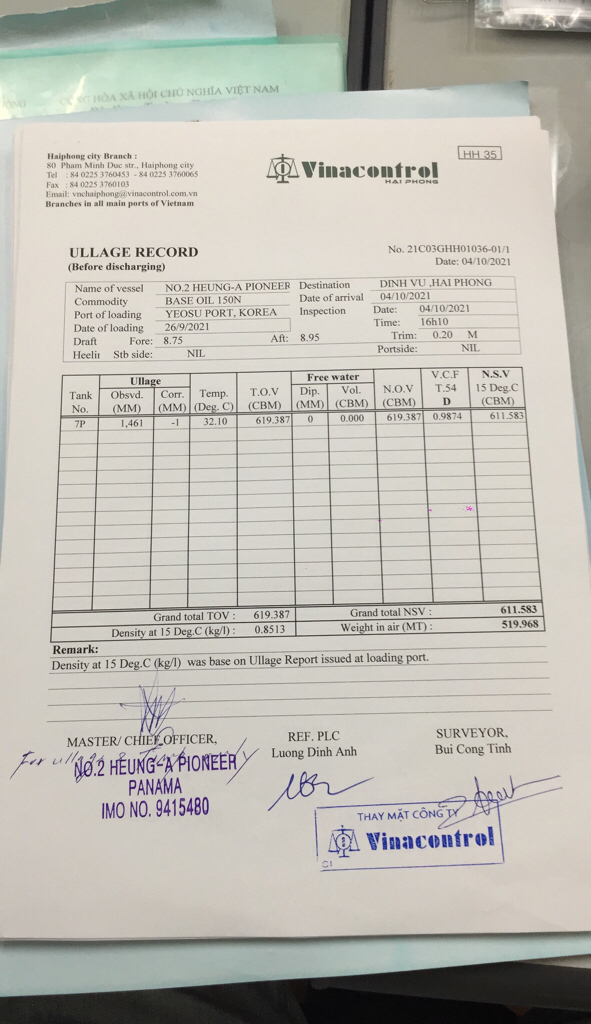 CỘNG HÒA XÃ HỘI CHỦ NGHĨA VIỆT NAM
Haiphong city Branch :
80 Pham Minh Duc str., Haiphong city
Tel : 84 0225 3760453 - 84 0225 3760065
Fax : 84 0225 3760103
Email: vnchaiphong@vinacontrol.com.vn
Branches in all main ports of Vietnam
Vinacontrol
HAI PHONG
HH 35
ULLAGE RECORD
(Before discharging)
No. 21C03GHH01036-01/1
Date: 04/10/2021
Name of vessel NO.2 HEUNG-A PIONEER Destination DINH VU ,HAI PHONG
Commodity BASE OIL 150N Date of arrival 04/10/2021
Port of loading YEOSU PORT, KOREA Inspection Date: 04/10/2021
Date of loading 26/9/2021 Time: 16h10
Draft Fore: 8.75 Aft: 8.95 Trim: 0.20 M
Heelin Stb side: NIL Portside: NIL
Ullage Free water V.C.F N.S.V
Tank Obsvd. Corr. Temp. T.O.V Dip. Vol. N.O.V T.54 15 Deg.C
No. (MM) (MM) (Deg. C) (CBM) (MM) (CBM) (CBM) D (CBM)
7P 1,461 -1 32.10 619.387 0 0.000 619.387 0.9874 611.583
Grand total TOV : 619.387 Grand total NSV : 611.583
Density at 15 Deg.C (kg/l) : 0.8513 Weight in air (MT) : 519.968
Remark:
Density at 15 Deg.C (kg/l) was base on Ullage Report issued at loading port.
MASTER/ CHIEF OFFICER, REF. PLC SURVEYOR,
Luong Dinh Anh Bui Cong Tinh
For ullage & only
NO.2 HEUNG-A PIONEER
PANAMA
IMO NO. 9415480
THAY MẶT CÔNG TY
Vinacontrol